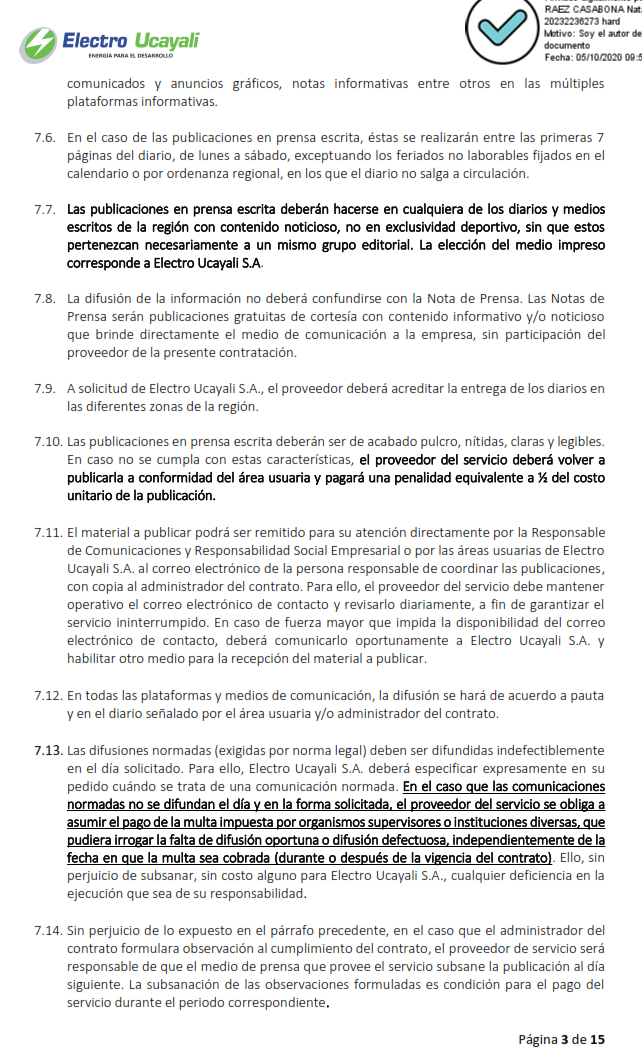 RAEZ CASABONA Nat
20232236273 hard
Motivo: Soy el autor de
documento
Fecha: 05/10/2020 09:5
Electro Ucayali
ENERGÍA PARA EL DESARROLLO
comunicados y anuncios gráficos, notas informativas entre otros en las múltiples
plataformas informativas.
7.6. En el caso de las publicaciones en prensa escrita, éstas se realizarán entre las primeras 7
páginas del diario, de lunes a sábado, exceptuando los feriados no laborables fijados en el
calendario o por ordenanza regional, en los que el diario no salga a circulación.
7.7. Las publicaciones en prensa escrita deberán hacerse en cualquiera de los diarios y medios
escritos de la región con contenido noticioso, no en exclusividad deportivo, sin que estos
pertenezcan necesariamente a un mismo grupo editorial. La elección del medio impreso
corresponde a Electro Ucayali S.A.
7.8. La difusión de la información no deberá confundirse con la Nota de Prensa. Las Notas de
Prensa serán publicaciones gratuitas de cortesía con contenido informativo y/o noticioso
que brinde directamente el medio de comunicación a la empresa, sin participación del
proveedor de la presente contratación.
7.9. A solicitud de Electro Ucayali S.A., el proveedor deberá acreditar la entrega de los diarios en
las diferentes zonas de la región.
7.10. Las publicaciones en prensa escrita deberán ser de acabado pulcro, nítidas, claras y legibles.
En caso no se cumpla con estas características, el proveedor del servicio deberá volver a
publicarla a conformidad del área usuaria y pagará una penalidad equivalente a ½ del costo
unitario de la publicación.
7.11. El material a publicar podrá ser remitido para su atención directamente por la Responsable
de Comunicaciones y Responsabilidad Social Empresarial o por las áreas usuarias de Electro
Ucayali S.A. al correo electrónico de la persona responsable de coordinar las publicaciones,
con copia al administrador del contrato. Para ello, el proveedor del servicio debe mantener
operativo el correo electrónico de contacto y revisarlo diariamente, a fin de garantizar el
servicio ininterrumpido. En caso de fuerza mayor que impida la disponibilidad del correo
electrónico de contacto, deberá comunicarlo oportunamente a Electro Ucayali S.A. y
habilitar otro medio para la recepción del material a publicar.
7.12. En todas las plataformas y medios de comunicación, la difusión se hará de acuerdo a pauta
y en el diario señalado por el área usuaria y/o administrador del contrato.
7.13. Las difusiones normadas (exigidas por norma legal) deben ser difundidas indefectiblemente
en el día solicitado. Para ello, Electro Ucayali S.A. deberá especificar expresamente en su
pedido cuándo se trata de una comunicación normada. En el caso que las comunicaciones
normadas no se difundan el día y en la forma solicitada, el proveedor del servicio se obliga a
asumir el pago de la multa impuesta por organismos supervisores o instituciones diversas, que
pudiera irrogar la falta de difusión oportuna o difusión defectuosa, independientemente de la
fecha en que la multa sea cobrada (durante o después de la vigencia del contrato). Ello, sin
perjuicio de subsanar, sin costo alguno para Electro Ucayali S.A., cualquier deficiencia en la
ejecución que sea de su responsabilidad.
7.14. Sin perjuicio de lo expuesto en el párrafo precedente, en el caso que el administrador del
contrato formulara observación al cumplimiento del contrato, el proveedor de servicio será
responsable de que el medio de prensa que provee el servicio subsane la publicación al día
siguiente. La subsanación de las observaciones formuladas es condición para el pago del
servicio durante el periodo correspondiente.
Página 3 de 15